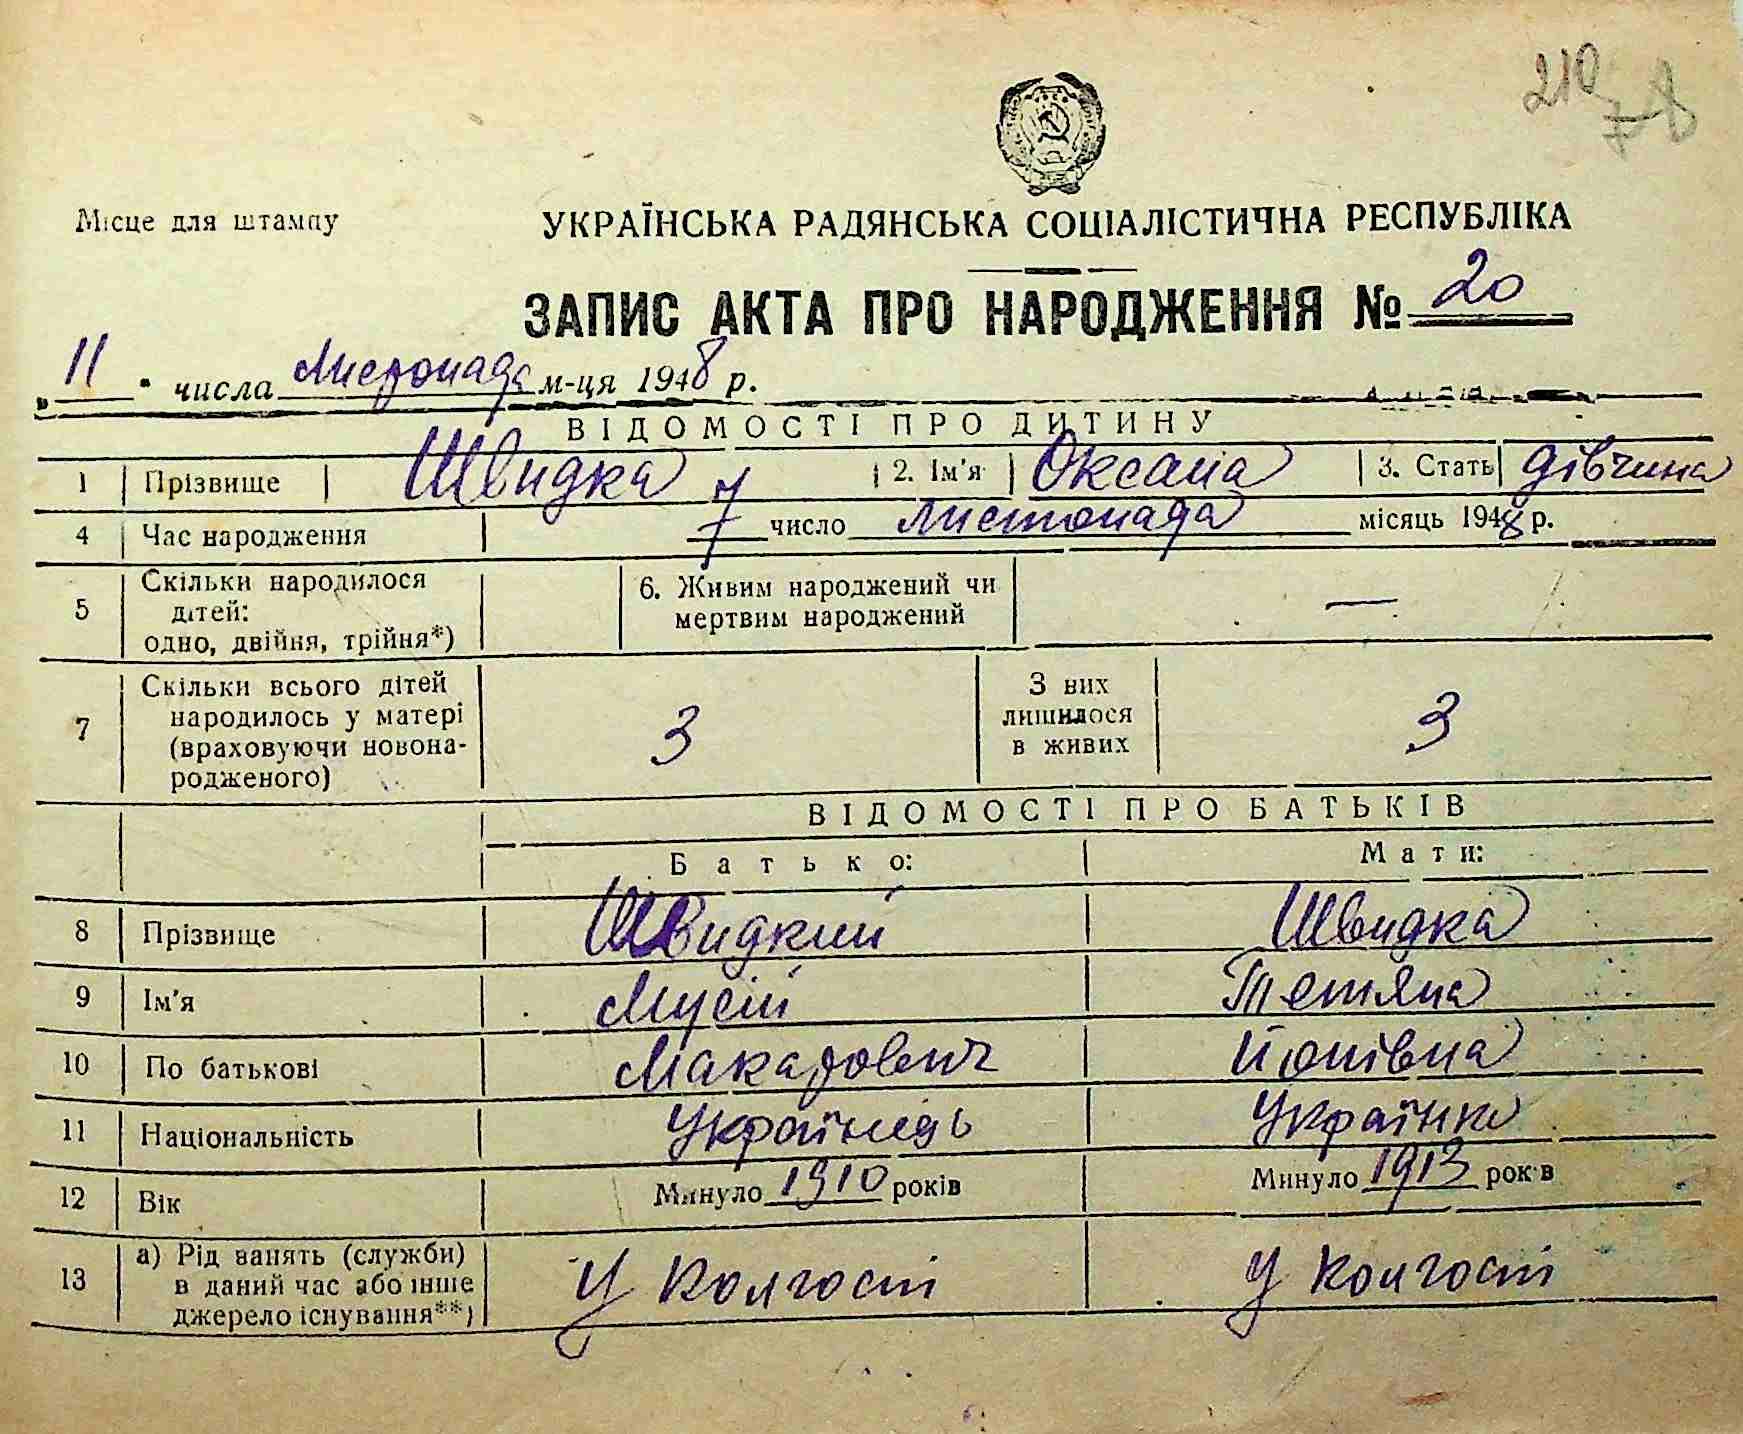 210
78
Місце для штампу
УКРАЇНСЬКА РАДЯНСЬКА СОЦІАЛІСТИЧНА РЕСПУБЛІКА
ЗАПИС АКТА ПРО НАРОДЖЕННЯ № 20
„ 11 " числа листопада м-ця 1948 р.
ВІДОМОСТІ ПРО ДИТИНУ
1 Прізвище Швидка 2. Ім'я Оксана 3. Стать дівчина
4 Час народження 7 число листопада місяць 1948 р.
5 Скільки народилося дітей: одно, двійня, трійня*) 6. Живим народжений чи мертвим народжений —
7 Скільки всього дітей народилось у матері (враховуючи новонародженого) 3 З них лишилося в живих 3
ВІДОМОСТІ ПРО БАТЬКІВ
Батько: Мати:
8 Прізвище Швидкий Швидка
9 Ім'я Мусій Тетяна
10 По батькові Макарович Йонівна
11 Національність Українець Українка
12 Вік Минуло 1910 років Минуло 1913 рок в
13 а) Рід занять (служби) в даний час або інше джерело існування**) У колгоспі У колгоспі